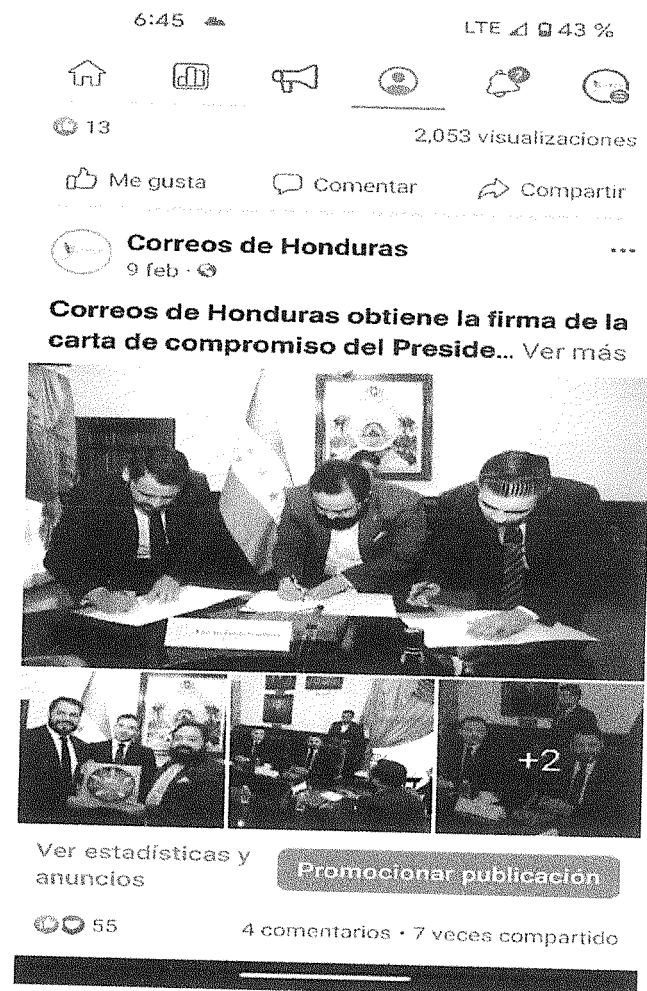 6:45
LTE 43 %
13
2,053 visualizaciones
Me gusta
Comentar
Compartir
Correos de Honduras
9 feb ·
Correos de Honduras obtiene la firma de la
carta de compromiso del Preside... Ver más
+2
Ver estadísticas y
anuncios
Promocionar publicación
55
4 comentarios • 7 veces compartido